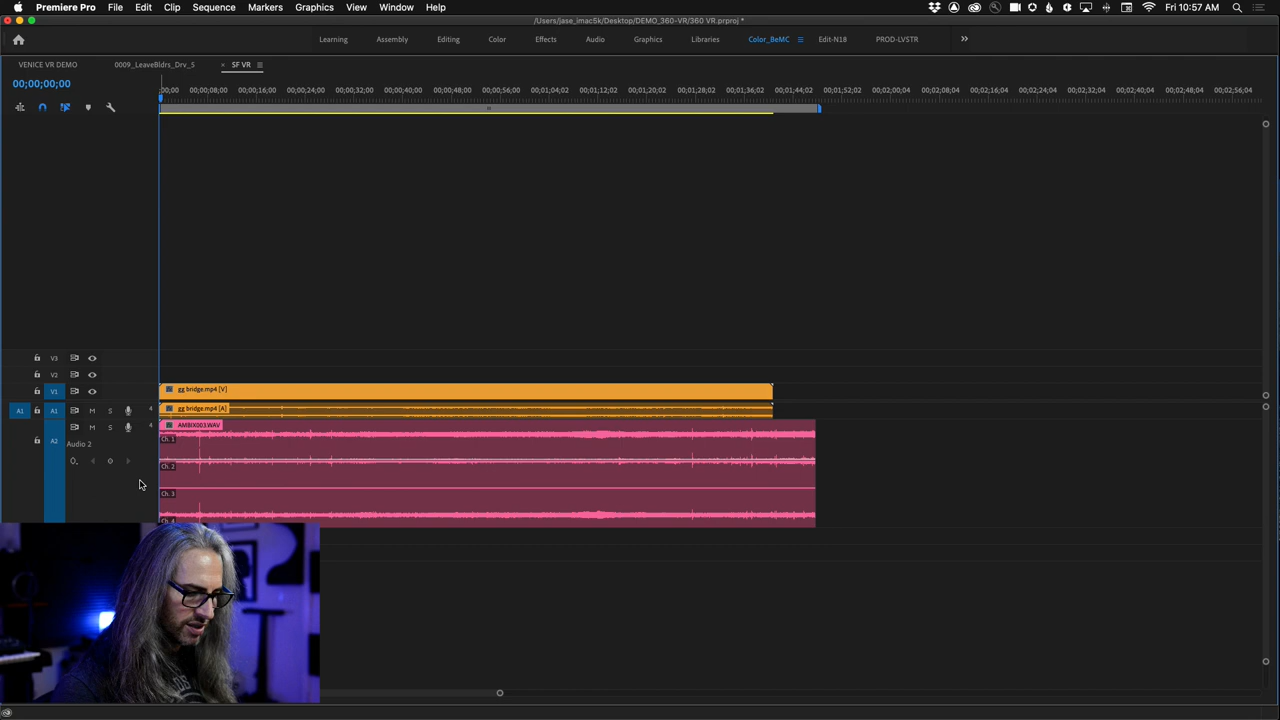 Premiere Pro File Edit Clip Sequence Markers Graphics View Window Help Fri 10:57 AM
/Users/jase_imac5k/Desktop/DEMO_360-VR/360 VR.prproj *
Learning Assembly Editing Color Effects Audio Graphics Libraries Color_BeMC Edit-N18 PROD-LVSTR
VENICE VR DEMO 0009_LeaveBldrs_Drv_5 × SF VR
00;00;00;00
;00;00 00;00;08;00 00;00;16;00 00;00;24;00 00;00;32;00 00;00;40;00 00;00;48;00 00;00;56;00 00;01;04;02 00;01;12;02 00;01;20;02 00;01;28;02 00;01;36;02 00;01;44;02 00;01;52;02 00;02;00;04 00;02;08;04 00;02;16;04 00;02;24;04 00;02;32;04 00;02;40;04 00;02;48;04 00;02;56;04
V3
V2
V1 gg bridge.mp4 [V]
A1 A1 M S 4 gg bridge.mp4 [A]
A2 M S 4 AMBIX003.WAV
Audio 2
Ch. 1
Ch. 2
Ch. 3
Ch. 4